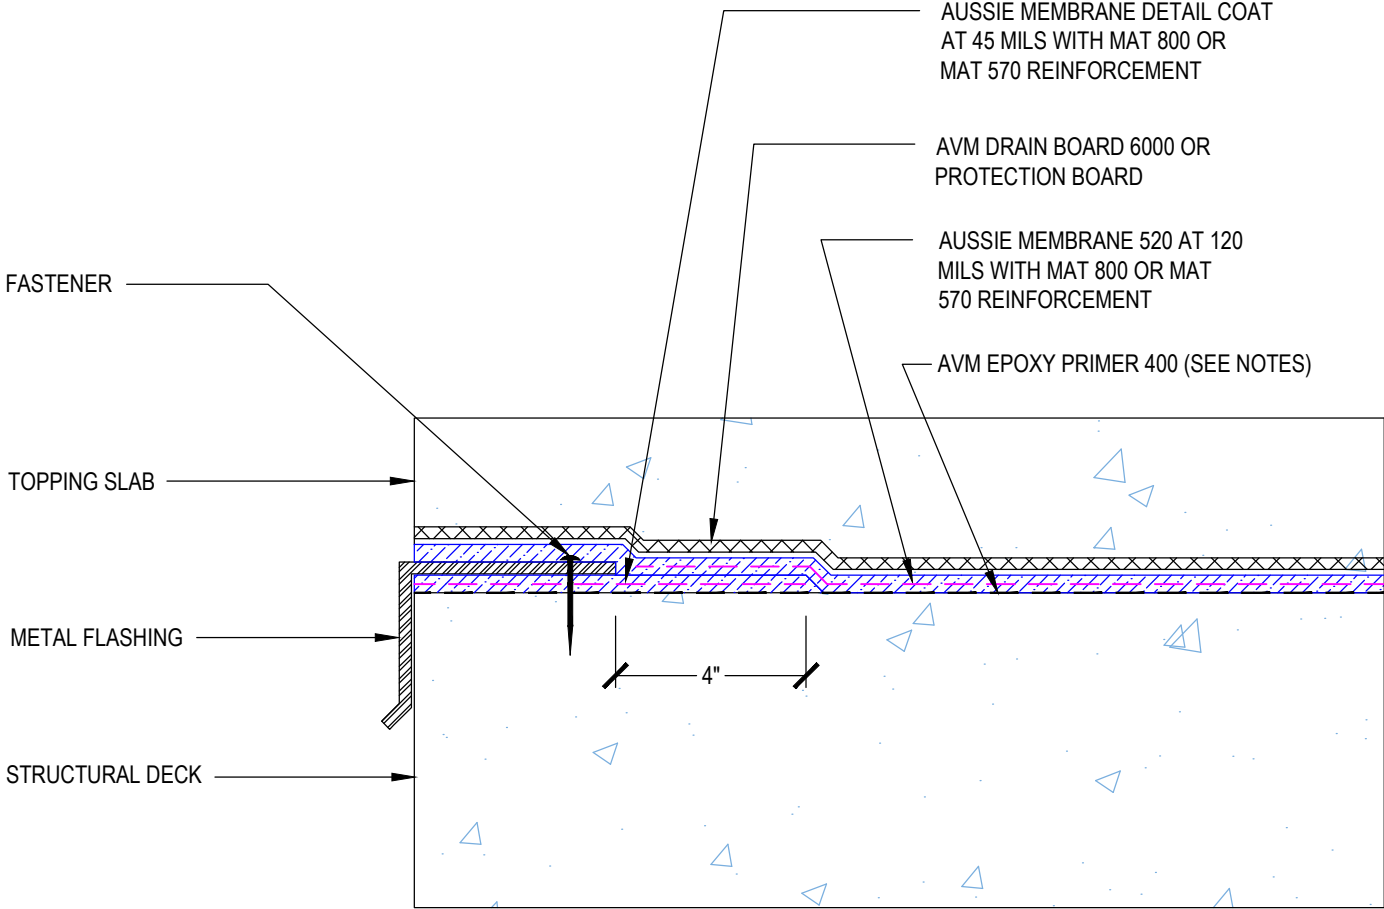 AUSSIE MEMBRANE DETAIL COAT
AT 45 MILS WITH MAT 800 OR
MAT 570 REINFORCEMENT
AVM DRAIN BOARD 6000 OR
PROTECTION BOARD
AUSSIE MEMBRANE 520 AT 120
MILS WITH MAT 800 OR MAT
570 REINFORCEMENT
FASTENER
AVM EPOXY PRIMER 400 (SEE NOTES)
TOPPING SLAB
METAL FLASHING
4"
STRUCTURAL DECK